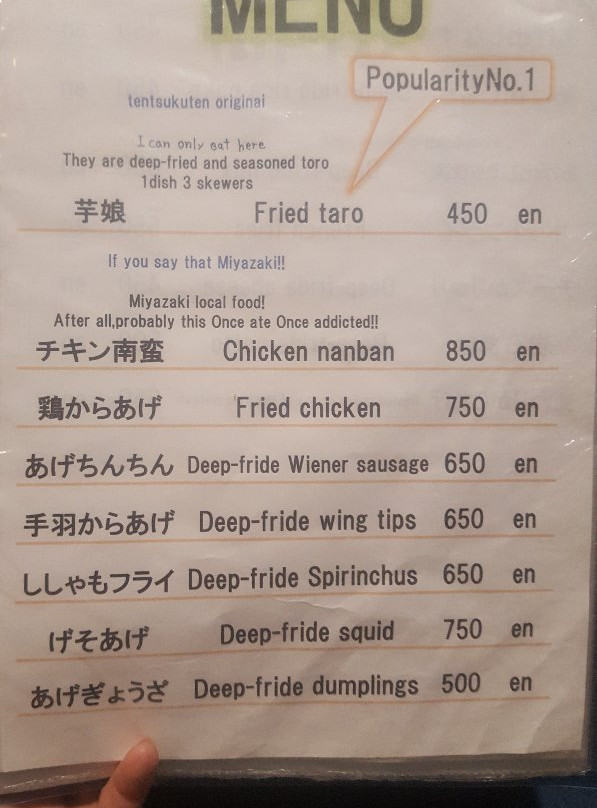 MENU
PopularityNo.1
tentsukuten originai
I can only eat here
They are deep-fried and seasoned toro
1dish 3 skewers
芋娘 Fried taro 450 en
If you say that Miyazaki!!
Miyazaki local food!
After all,probably this Once ate Once addicted!!
チキン南蛮 Chicken nanban 850 en
鶏からあげ Fried chicken 750 en
あげちんちん Deep-fride Wiener sausage 650 en
手羽からあげ Deep-fride wing tips 650 en
ししゃもフライ Deep-fride Spirinchus 650 en
げそあげ Deep-fride squid 750 en
あげぎょうざ Deep-fride dumplings 500 en